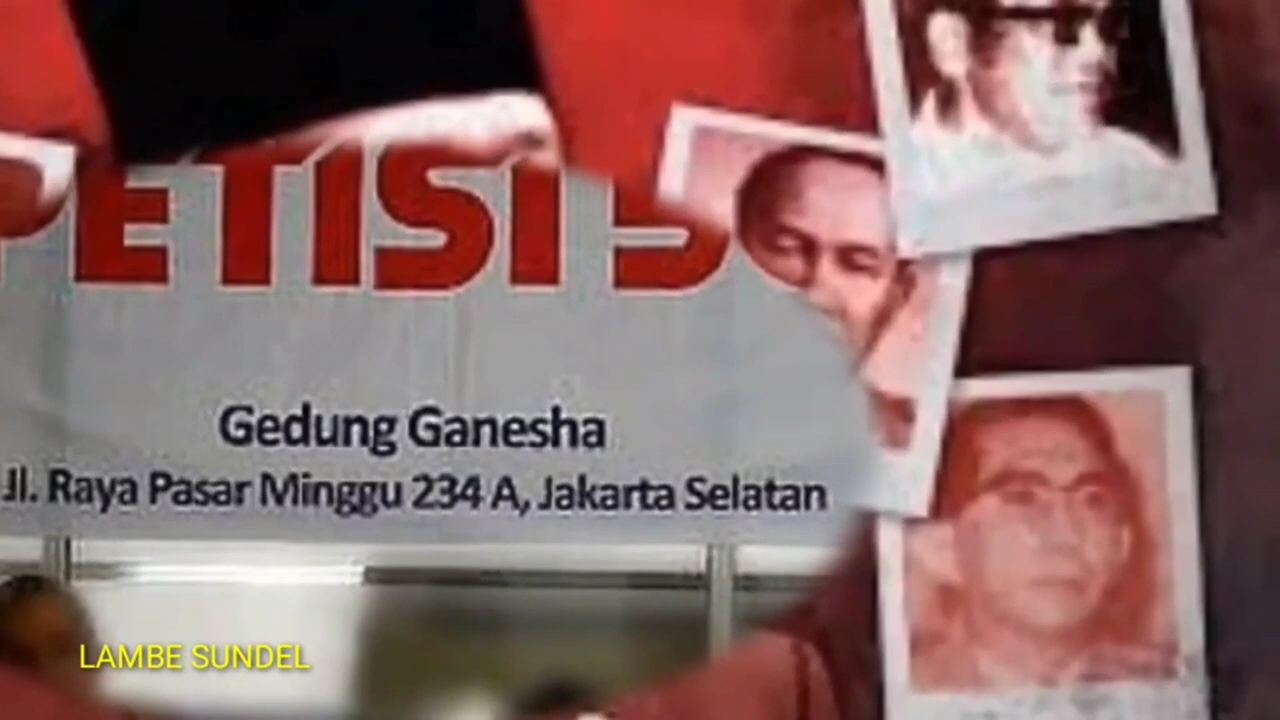 PETISI 5
Gedung Ganesha
Jl. Raya Pasar Minggu 234 A, Jakarta Selatan
LAMBE SUNDEL